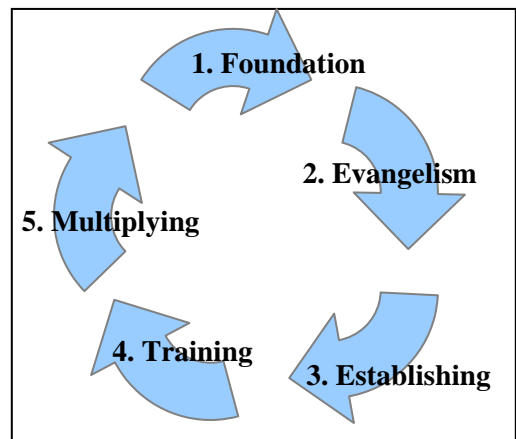 1. Foundation
2. Evangelism
3. Establishing
4. Training
5. Multiplying